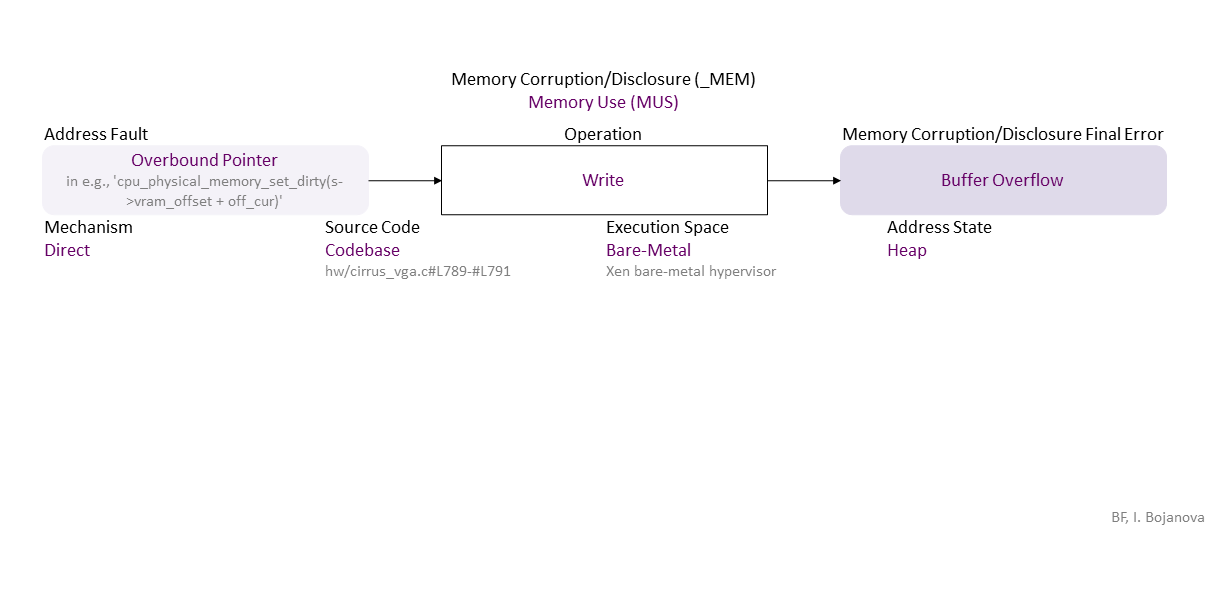 Memory Corruption/Disclosure (_MEM)
Memory Use (MUS)
Address Fault
Operation
Memory Corruption/Disclosure Final Error
Overbound Pointer
in e.g., 'cpu_physical_memory_set_dirty(s-
>vram_offset + off_cur)'
Write
Buffer Overflow
Mechanism
Direct
Source Code
Codebase
hw/cirrus_vga.c#L789-#L791
Execution Space
Bare-Metal
Xen bare-metal hypervisor
Address State
Heap
BF, I. Bojanova